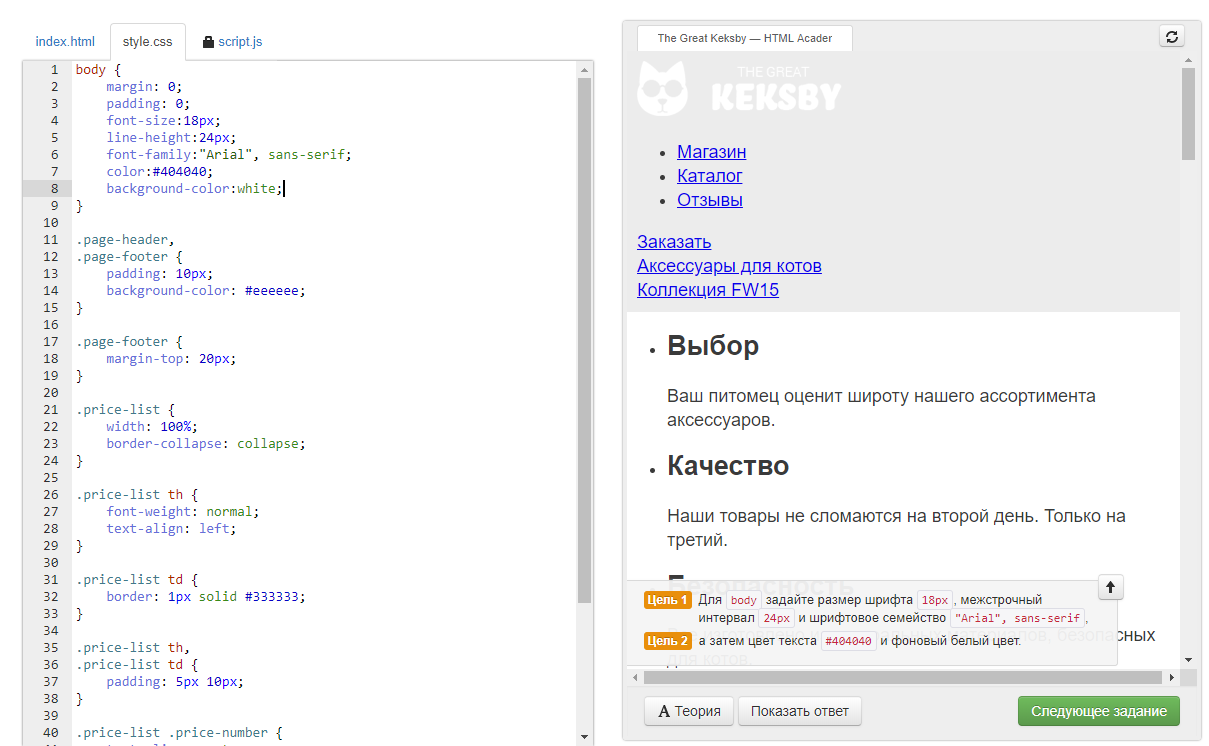 index.html
style.css
script.js
1 body {
2 margin: 0;
3 padding: 0;
4 font-size:18px;
5 line-height:24px;
6 font-family:"Arial", sans-serif;
7 color:#404040;
8 background-color:white;
9 }
10
11 .page-header,
12 .page-footer {
13 padding: 10px;
14 background-color: #eeeeee;
15 }
16
17 .page-footer {
18 margin-top: 20px;
19 }
20
21 .price-list {
22 width: 100%;
23 border-collapse: collapse;
24 }
25
26 .price-list th {
27 font-weight: normal;
28 text-align: left;
29 }
30
31 .price-list td {
32 border: 1px solid #333333;
33 }
34
35 .price-list th,
36 .price-list td {
37 padding: 5px 10px;
38 }
39
40 .price-list .price-number {
The Great Keksby — HTML Acader
THE GREAT
KEKSBY
Магазин
Каталог
Отзывы
Заказать
Аксессуары для котов
Коллекция FW15
Выбор
Ваш питомец оценит широту нашего ассортимента
аксессуаров.
Качество
Наши товары не сломаются на второй день. Только на
третий.
Безопасность
Цель 1 Для body задайте размер шрифта 18px, межстрочный
интервал 24px и шрифтовое семейство "Arial", sans-serif,
Цель 2 а затем цвет текста #404040 и фоновый белый цвет.
безопасных
для котов.
Теория
Показать ответ
Следующее задание